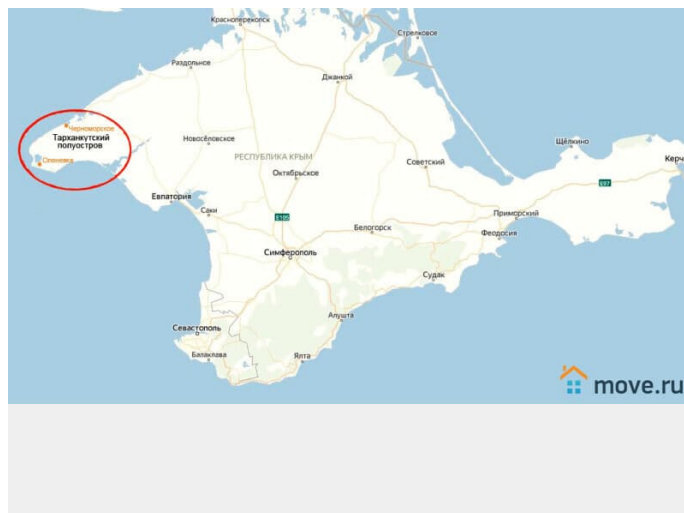 Красноперекопск
Стрелковое
Раздольное
Джанкой
Черноморское
Тарханкутский
полуостров
Оленевка
Новосёловское
РЕСПУБЛИКА КРЫМ
Щёлкино
Керч
Советский
Октябрьское
E97
Евпатория
Саки
E105
Приморский
Белогорск
Феодосия
Симферополь
Судак
Алушта
Севастополь
Балаклава
Ялта
move.ru